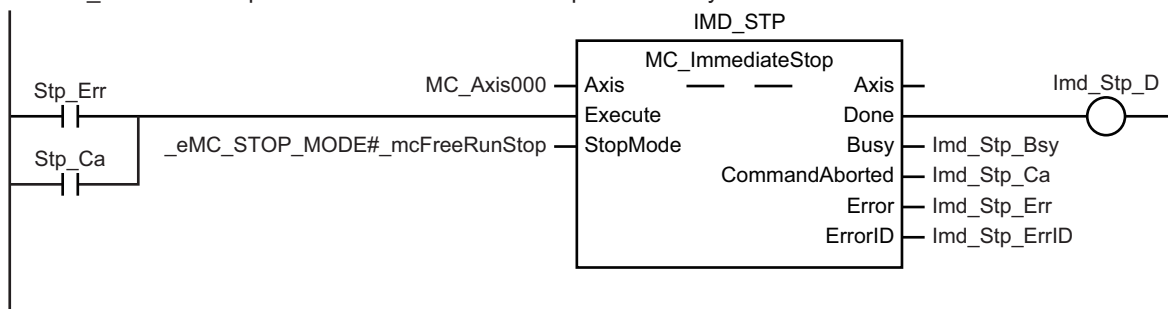 IMD_STP
MC_ImmediateStop
MC_Axis000 Axis Axis Imd_Stp_D
Stp_Err
Execute Done
_eMC_STOP_MODE#_mcFreeRunStop StopMode Busy Imd_Stp_Bsy
Stp_Ca
CommandAborted Imd_Stp_Ca
Error Imd_Stp_Err
ErrorID Imd_Stp_ErrID